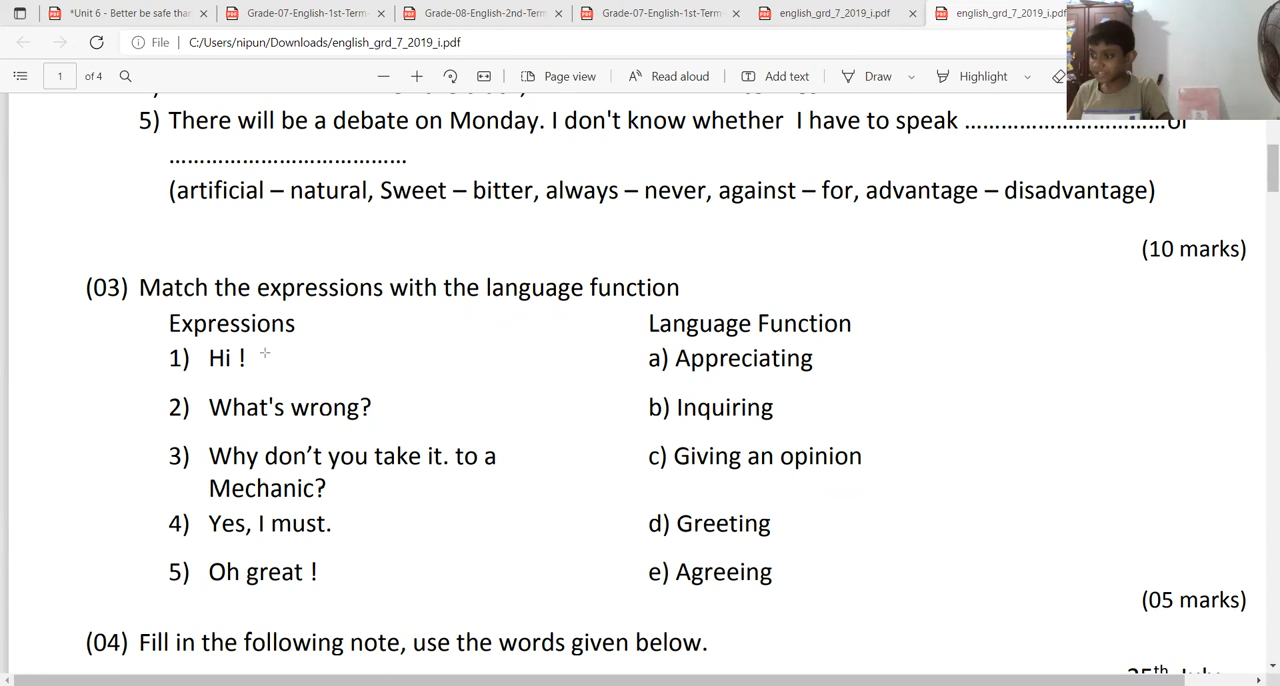 *Unit 6 - Better be safe than
Grade-07-English-1st-Term-
Grade-08-English-2nd-Term
Grade-07-English-1st-Term-
english_grd_7_2019_i.pdf
english_grd_7_2019_i.pdf
File | C:/Users/nipun/Downloads/english_grd_7_2019_i.pdf
1 of 4
Page view
Read aloud
Add text
Draw
Highlight
5) There will be a debate on Monday. I don't know whether I have to speak ……………………………or
…………………………………
(artificial – natural, Sweet – bitter, always – never, against – for, advantage – disadvantage)
(10 marks)
(03) Match the expressions with the language function
Expressions Language Function
1) Hi ! a) Appreciating
2) What's wrong? b) Inquiring
3) Why don’t you take it. to a c) Giving an opinion
Mechanic?
4) Yes, I must. d) Greeting
5) Oh great ! e) Agreeing
(05 marks)
(04) Fill in the following note, use the words given below.